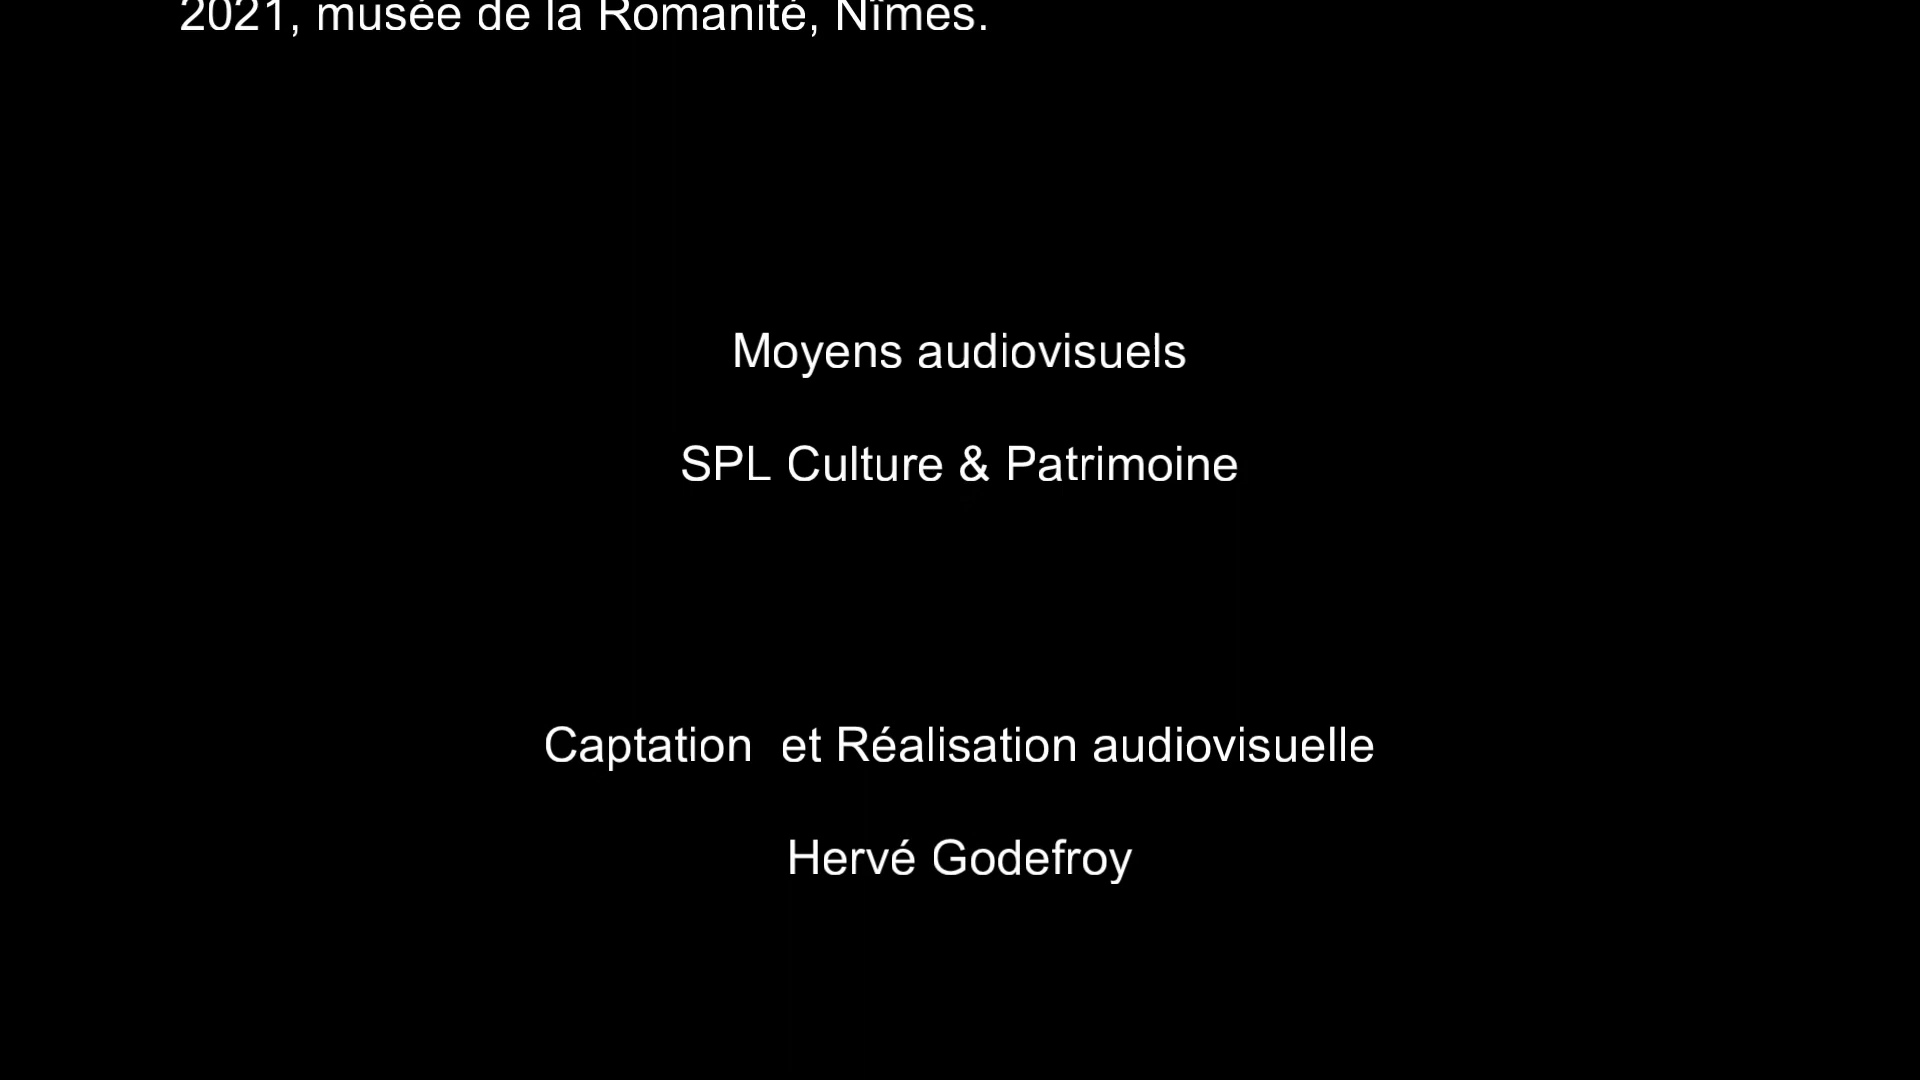 2021, musée de la Romanité, Nîmes.
Moyens audiovisuels
SPL Culture & Patrimoine
Captation  et Réalisation audiovisuelle
Hervé Godefroy